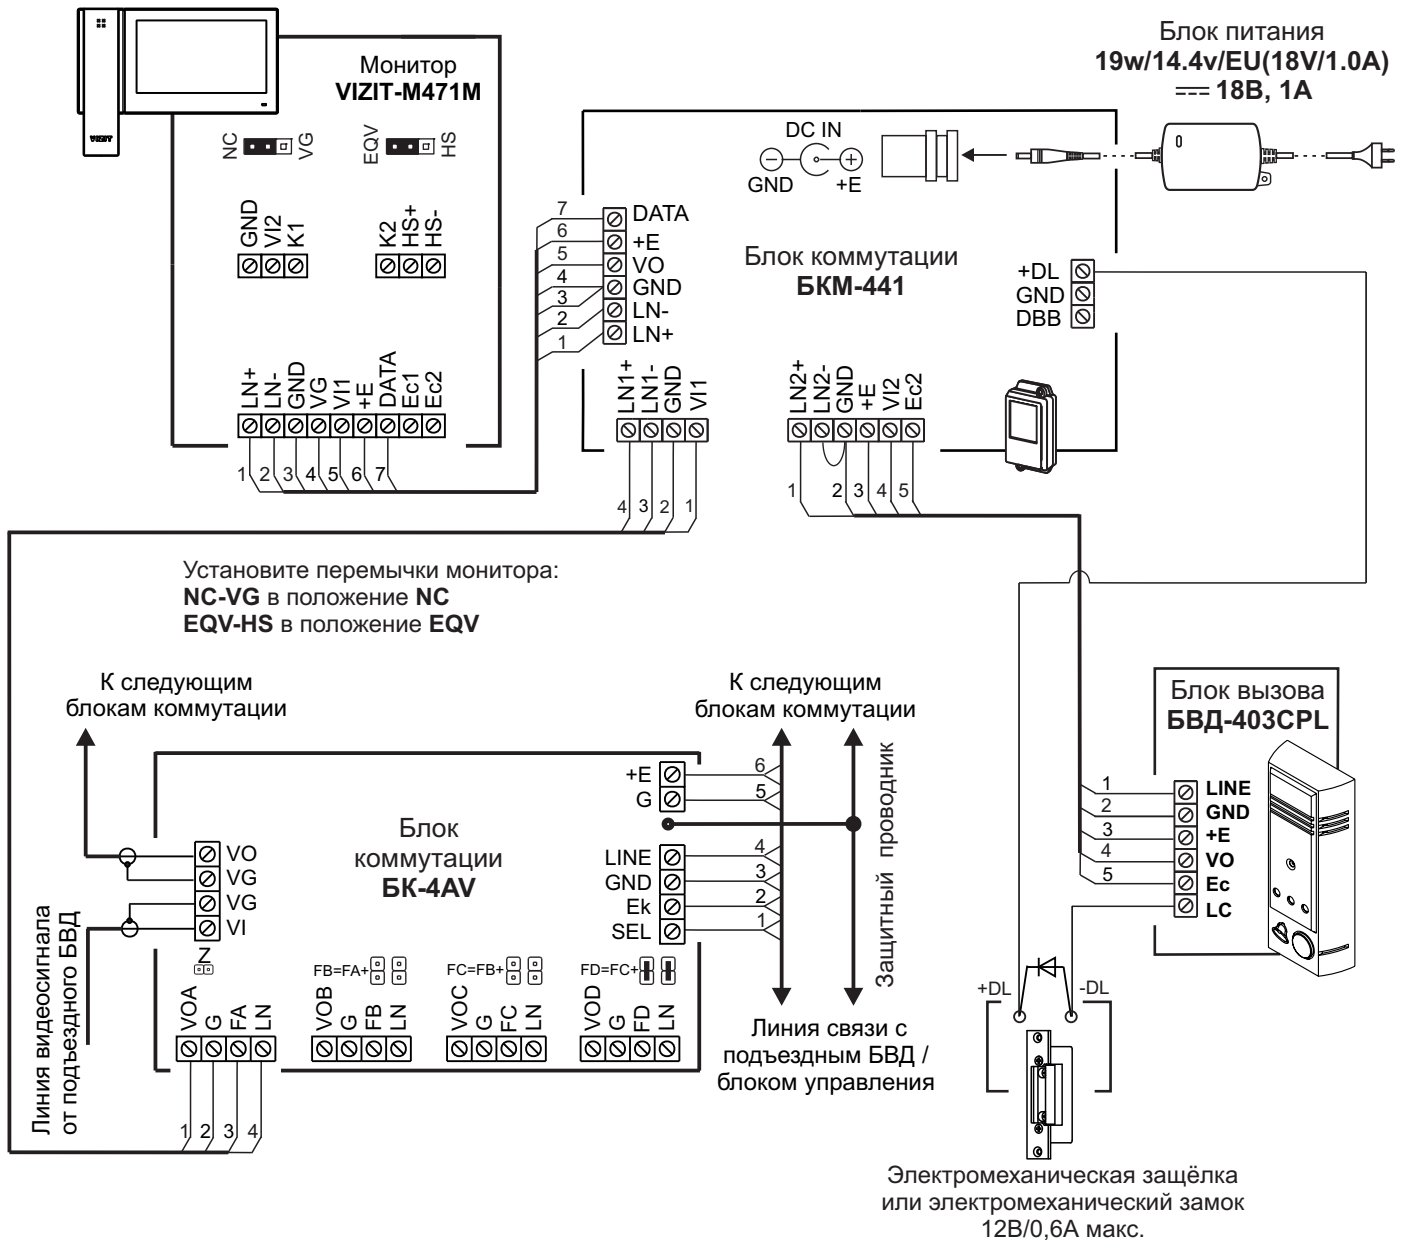 Монитор
VIZIT-M471M
VIZIT
NC
VG
EQV
HS
GND
VI2
K1
K2
HS+
HS-
LN+
LN-
GND
VG
VI1
+E
DATA
Ec1
Ec2
1 2 3 4 5 6 7
Блок питания
19w/14.4v/EU(18V/1.0A)
18В, 1А
DC IN
GND
+E
7 DATA
6 +E
5 VO
4 GND
3 LN-
2 LN+
1
Блок коммутации
БКМ-441
+DL
GND
DBB
LN1+
LN1-
GND
VI1
4 3 2 1
LN2+
LN2-
GND
+E
VI2
Ec2
1 2 3 4 5
Установите перемычки монитора:
NC-VG в положение NC
EQV-HS в положение EQV
К следующим
блокам коммутации
К следующим
блокам коммутации
Блок вызова
БВД-403CPL
1 LINE
2 GND
3 +E
4 VO
5 Ec
LC
Блок
коммутации
БК-4AV
+E 6
G 5
LINE 4
GND 3
Ek 2
SEL 1
Защитный проводник
VO
VG
VG
VI
Линия видеосигнала
от подъездного БВД
Z
FB=FA+
FC=FB+
FD=FC+
VOA
G
FA
LN
VOB
G
FB
LN
VOC
G
FC
LN
VOD
G
FD
LN
1 2 3 4
Линия связи с
подъездным БВД /
блоком управления
+DL
-DL
Электромеханическая защёлка
или электромеханический замок
12В/0,6А макс.